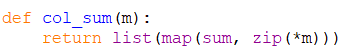 def col_sum(m):
    return list(map(sum, zip(*m)))